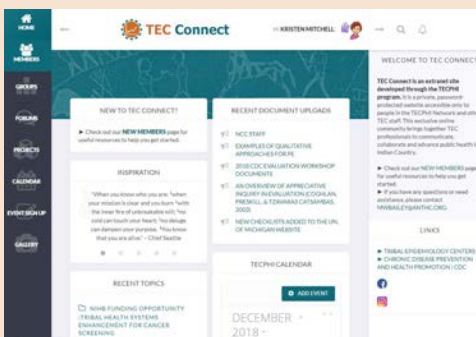 HOME
MEMBERS
GROUPS
FORUMS
PROJECTS
CALENDAR
EVENT SIGN UP
GALLERY
TEC Connect
KRISTEN MITCHELL
NEW TO TEC CONNECT?
► Check out our NEW MEMBERS page for
useful resources to help you get started.
INSPIRATION
"When you know who you are; "when
your mission is clear and you burn "with
the inner fire of unbreakable will; "no
cold can touch your heart; "no deluge
can dampen your purpose. "You know
that you are alive." – Chief Seattle
RECENT TOPICS
NIHB FUNDING OPPORTUNITY
:TRIBAL HEALTH SYSTEMS
ENHANCEMENT FOR CANCER
SCREENING
RECENT DOCUMENT UPLOADS
NCC STAFF
EXAMPLES OF QUALITATIVE
APPROACHES FOR PE
2018 CDC EVALUATION WORKSHOP
DOCUMENTS
AN OVERVIEW OF APPRECIATIVE
INQUIRY IN EVALUATION (COGHLAN,
PRESKILL, & TZAVARAS CATSAMBAS,
2003)
NEW CHECKLISTS ADDED TO THE UN.
OF MICHIGAN WEBSITE
TECPHI CALENDAR
ADD EVENT
DECEMBER
2018
WELCOME TO TEC CONNECT
TEC Connect is an extranet site
developed through the TECPHI
program. It is a private, password-
protected website accessible only to
people in the TECPHI Network and other
TEC staff. This exclusive online
community brings together TEC
professionals to communicate,
collaborate and advance public health in
Indian Country.
► Check out our NEW MEMBERS page
for useful resources to help you get
started.
► If you have any questions or need
assistance, please contact
MWBAILEY@ANTHC.ORG.
LINKS
► TRIBAL EPIDEMIOLOGY CENTERS
► CHRONIC DISEASE PREVENTION
AND HEALTH PROMOTION | CDC